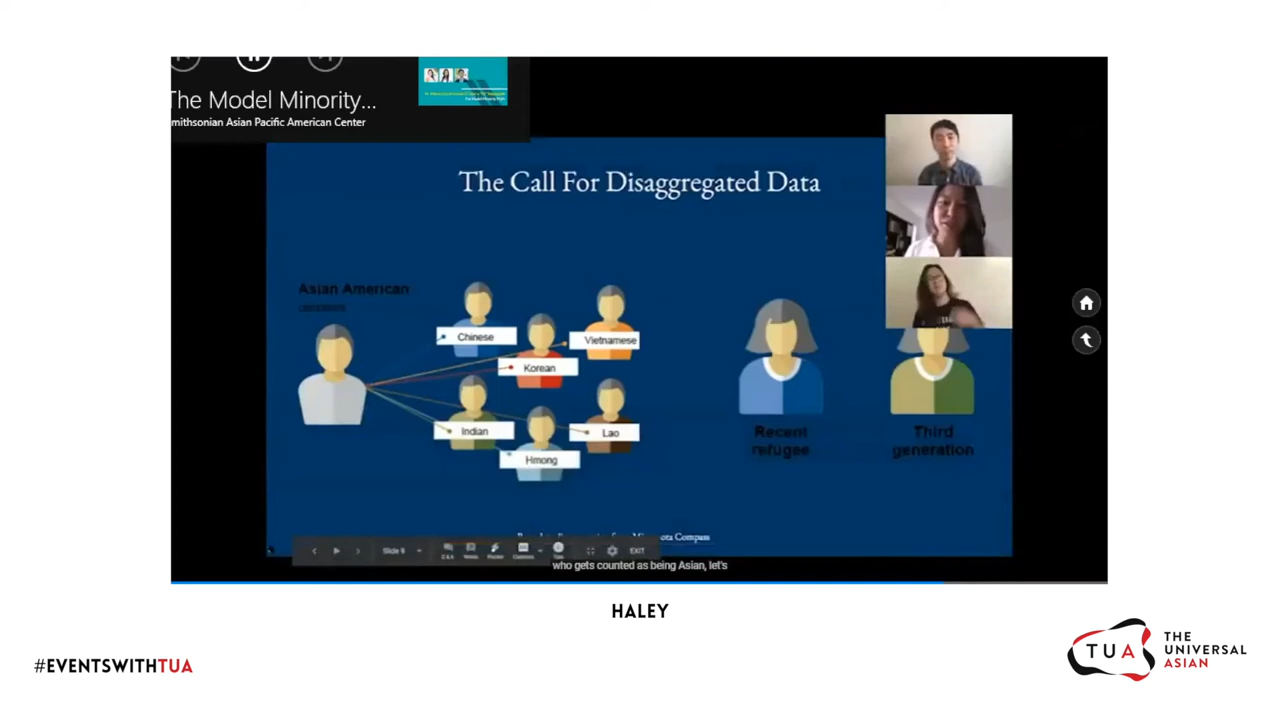 The Model Minority...
mithsonian Asian Pacific American Center
The Call For Disaggregated Data
Asian American
Chinese
Vietnamese
Korean
Indian
Lao
Hmong
Recent
refugee
Third
generation
Slide 9
EXIT
who gets counted as being Asian, let's
HALEY
#EVENTSWITHTUA
TUA
THE
UNIVERSAL
ASIAN